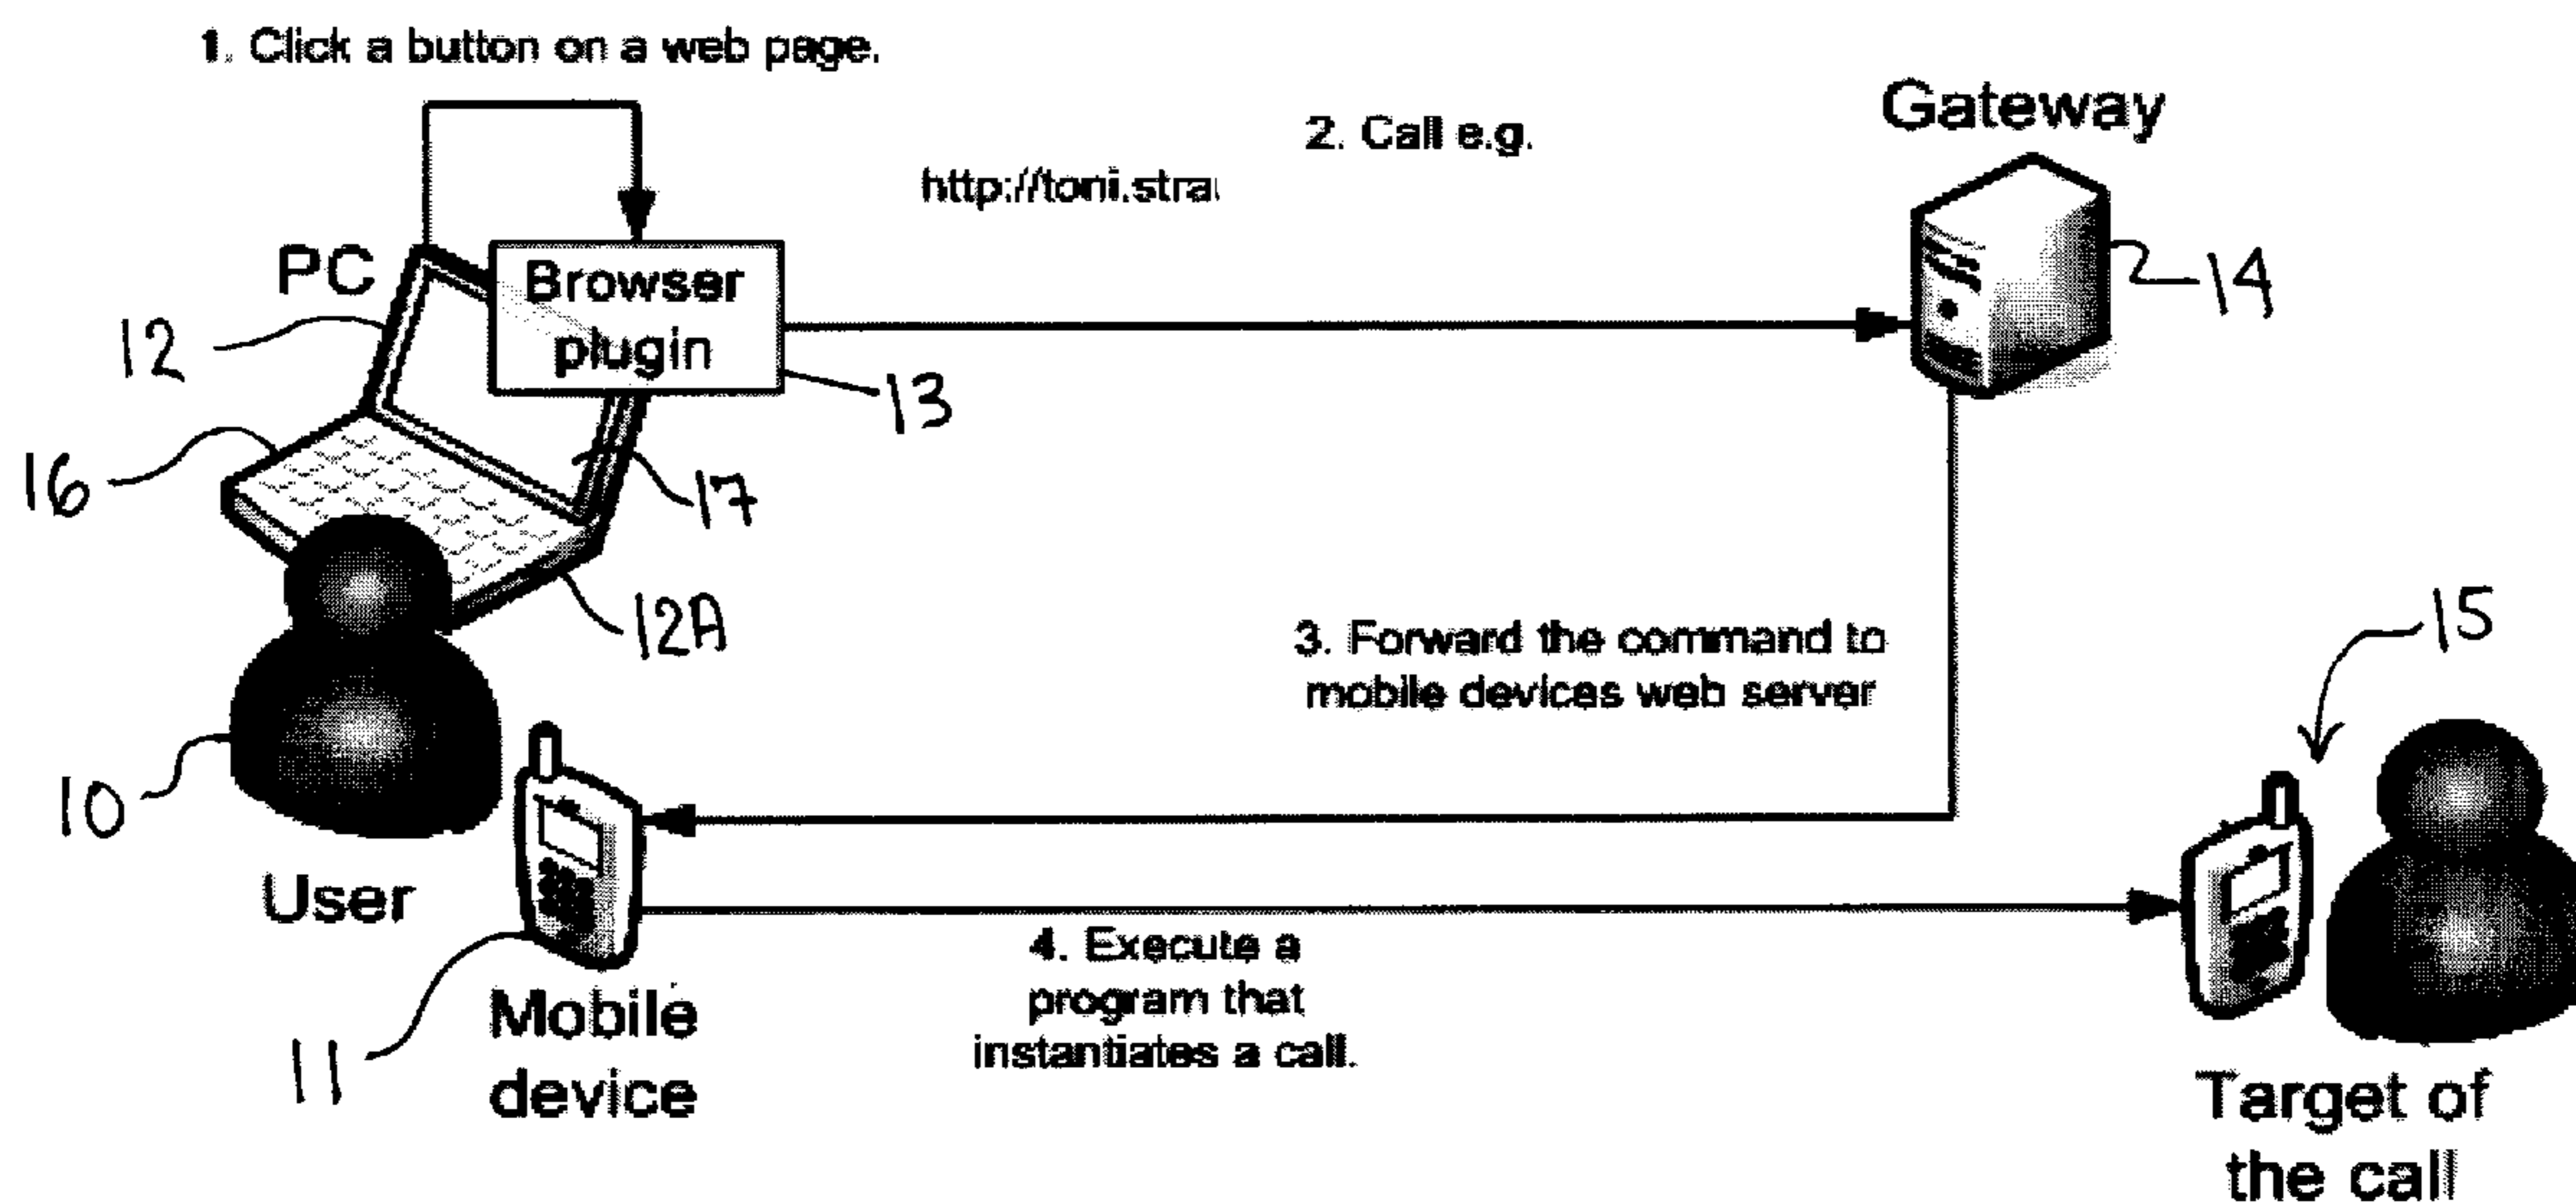 1. Click a button on a web page.
Gateway
2. Call e.g.
http://toni.stra
PC
Browser
plugin
14
12
13
16
17
12A
15
3. Forward the command to
mobile devices web server
10
User
4. Execute a
program that
instantiates a call.
11
Mobile
device
Target of
the call